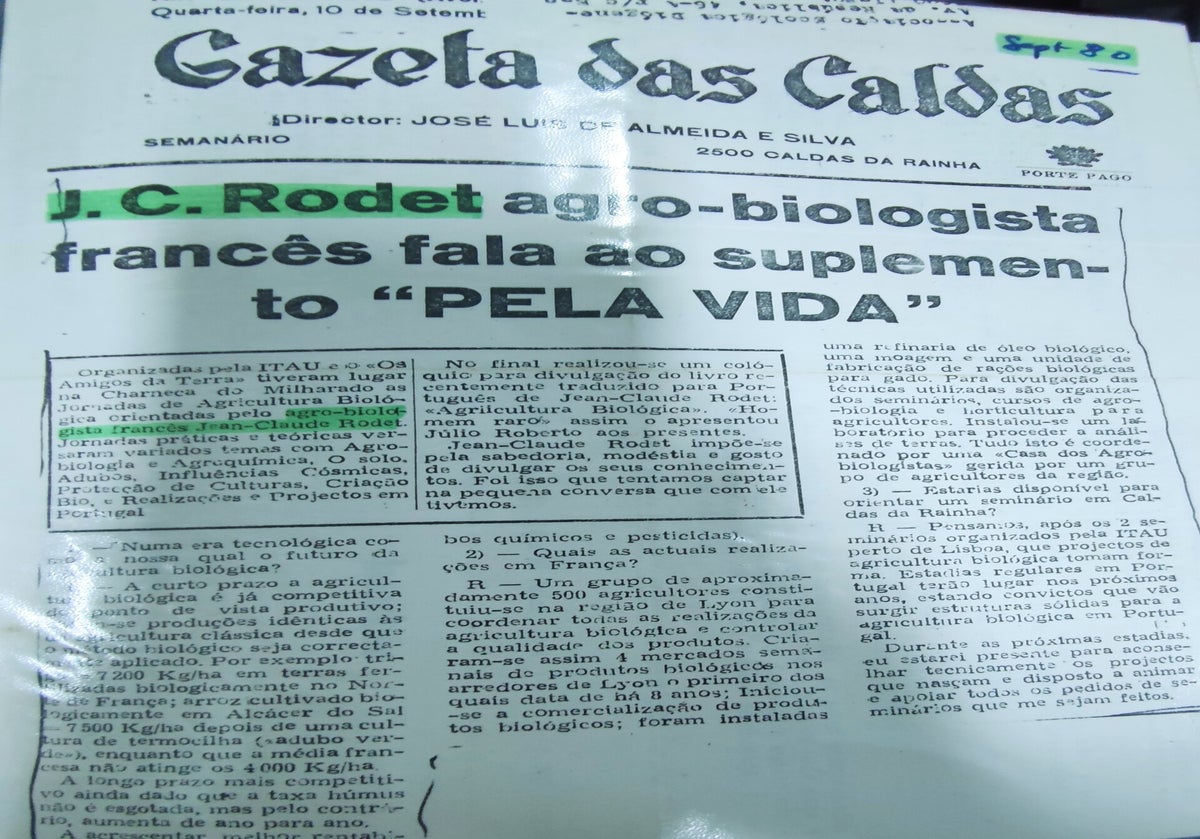 Quarta-feira, 10 de Setemb
Gazeta das Caldas
Sept 80
Director: JOSÉ LUIS DE ALMEIDA E SILVA
SEMANÁRIO
2500 CALDAS DA RAINHA
PORTE PAGO
J. C. Rodet agro-biologista
francês fala ao suplemen-
to “PELA VIDA”
Organizadas pela ITAU e o «Os
Amigos da Terra» tiveram lugar
na Charneca do Milharado as
Jornadas de Agricultura Bioló-
gica orientadas pelo agro-bioló-
gista francês Jean-Claude Rodet.
Jornadas práticas e teóricas ver-
saram variados temas com Agro-
biologia e Agroquímica, O solo,
Adubos, Influências Cósmicas,
Protecção de Culturas, Criação
Bio, e Realizações e Projectos em
Portugal
No final realizou-se um coló-
quio para divulgação do livro re-
centemente traduzido para Por-
tuguês de Jean-Claude Rodet:
«Agriicultura Biológica». «Ho-
mem raro» assim o apresentou
Júlio Roberto aos presentes.
Jean-Claude Rodet impõe-se
pela sabedoria, modéstia e gosto
de divulgar os seus conhecimen-
tos. Foi isso que tentamos captar
na pequena conversa que com ele
tivemos.
— Numa era tecnológica co-
a nossa qual o futuro da
cultura biológica?
— A curto prazo a agricul-
biológica é já competitiva
ponto de vista produtivo;
produções idênticas às
agricultura clássica desde que
o método biológico seja correcta-
aplicado. Por exemplo tri-
7200 Kg/ha em terras fer-
biologicamente no Nor-
de França; arroz cultivado bio-
logicamente em Alcácer do Sal
— 7500 Kg/ha depois de uma cul-
tura de termocilha («adubo ver-
de»), enquanto que a média fran-
cesa não atinge os 4000 Kg/ha.
A longo prazo mais competiti-
vo ainda dado que a taxa húmus
não é esgotada, mas pelo contrá-
rio, aumenta de ano para ano.
A acrescentar melhor rentabi-
bos químicos e pesticidas).
2) — Quais as actuais realiza-
ções em França?
R — Um grupo de aproxima-
damente 500 agricultores consti-
tuiu-se na região de Lyon para
coordenar todas as realizações da
agricultura biológica e controlar
a qualidade dos produtos. Cria-
ram-se assim 4 mercados sema-
nais de produtos biológicos nos
arredores de Lyon o primeiro dos
quais data de há 8 anos; Iniciou-
-se a comercialização de produ-
tos biológicos; foram instaladas
uma refinaria de óleo biológico,
uma moagem e uma unidade de
fabricação de rações biológicas
para gado. Para divulgação das
técnicas utilizadas são organiza-
dos seminários, cursos de agro-
-biologia e horticultura para
agricultores. Instalou-se um la-
boratório para proceder a análi-
ses de terras. Tudo isto é coorde-
nado por uma «Casa dos Agro-
biologistas» gerida por um gru-
po de agricultores da região.
3) — Estarias disponível para
orientar um seminário em Cal-
das da Rainha?
R — Pensamos, após os 2 se-
minários organizados pela ITAU
perto de Lisboa, que projectos de
agricultura biológica tomam for-
ma. Estadias regulares em Por-
tugal terão lugar nos próximos
anos, estando convictos que vão
surgir estruturas sólidas para a
agricultura biológica em Portu-
gal.
Durante as próximas estadias,
eu estarei presente para aconse-
lhar tecnicamente os projectos
que nasçam e disposto a animar
e apoiar todos os pedidos de se-
minários que me sejam feitos.